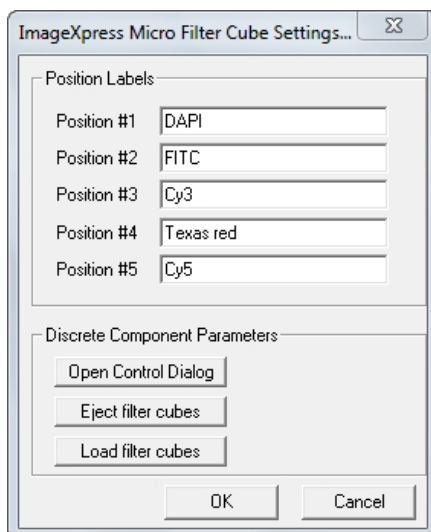 ImageXpress Micro Filter Cube Settings...
Position Labels
Position #1 DAPI
Position #2 FITC
Position #3 Cy3
Position #4 Texas red
Position #5 Cy5
Discrete Component Parameters
Open Control Dialog
Eject filter cubes
Load filter cubes
OK Cancel